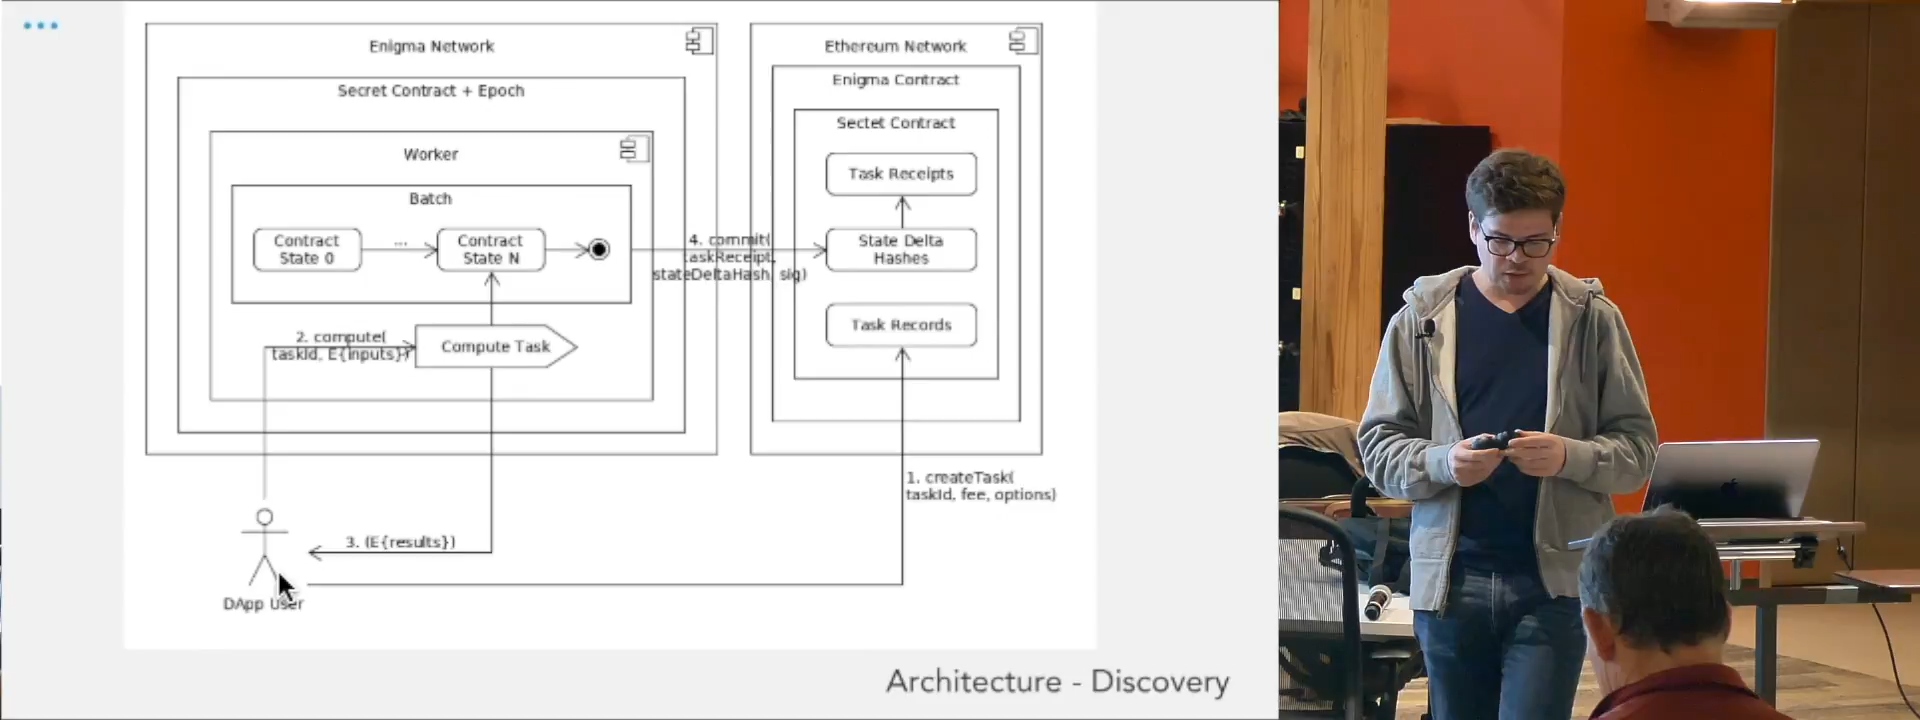 Enigma Network
Secret Contract + Epoch
Worker
Batch
Contract
State 0
...
Contract
State N
2. compute(
taskId, E{inputs})
Compute Task
4. commit(
taskReceipt,
stateDeltaHash, sig)
Ethereum Network
Enigma Contract
Sectet Contract
Task Receipts
State Delta
Hashes
Task Records
1. createTask(
taskId, fee, options)
3. (E{results})
DApp User
Architecture - Discovery